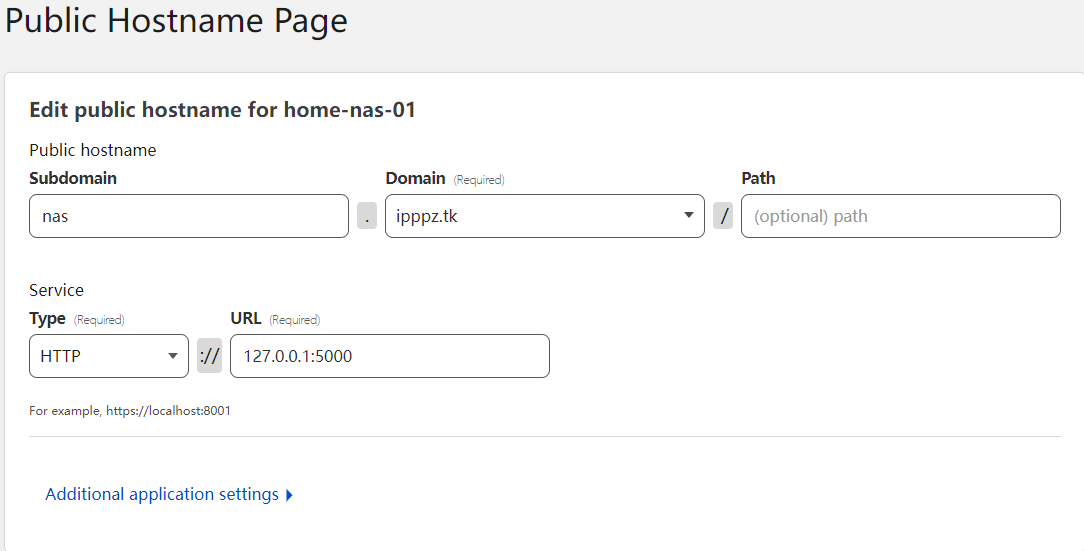 Public Hostname Page
Edit public hostname for home-nas-01
Public hostname
Subdomain Domain (Required) Path
nas . ipppz.tk / (optional) path
Service
Type (Required) URL (Required)
HTTP :// 127.0.0.1:5000
For example, https://localhost:8001
Additional application settings